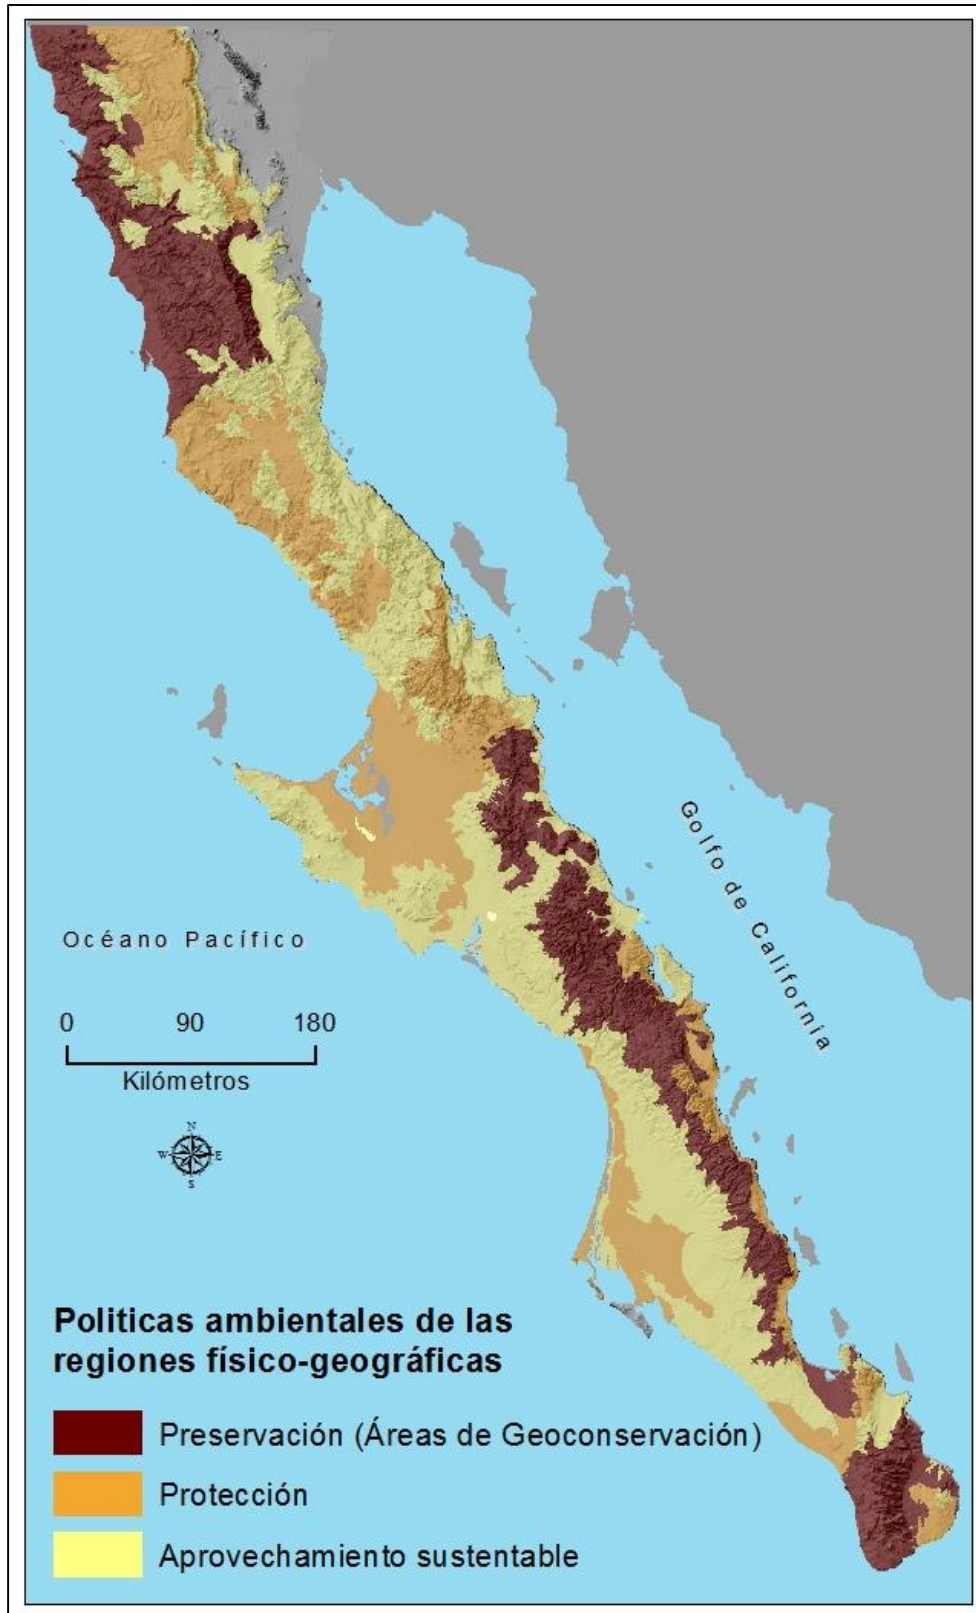 Golfo de California
Océano Pacífico
0 90 180
Kilómetros
N
W E
S
Politicas ambientales de las
regiones físico-geográficas
Preservación (Áreas de Geoconservación)
Protección
Aprovechamiento sustentable